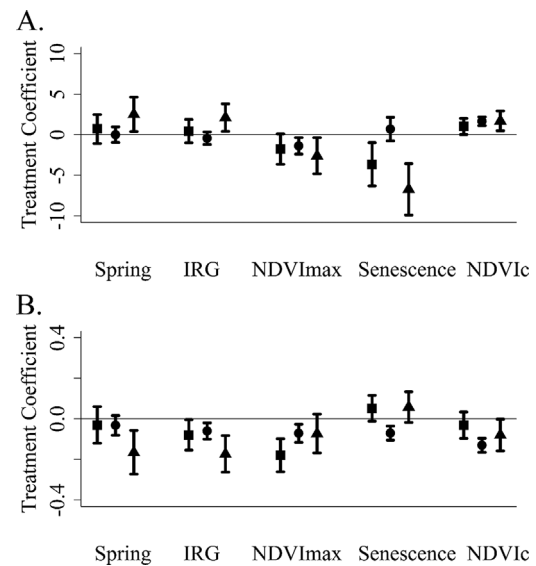 A.
Treatment Coefficient
10
5
0
-5
-10
Spring IRG NDVImax Senescence NDVIc
B.
Treatment Coefficient
0.4
0.0
-0.4
Spring IRG NDVImax Senescence NDVIc